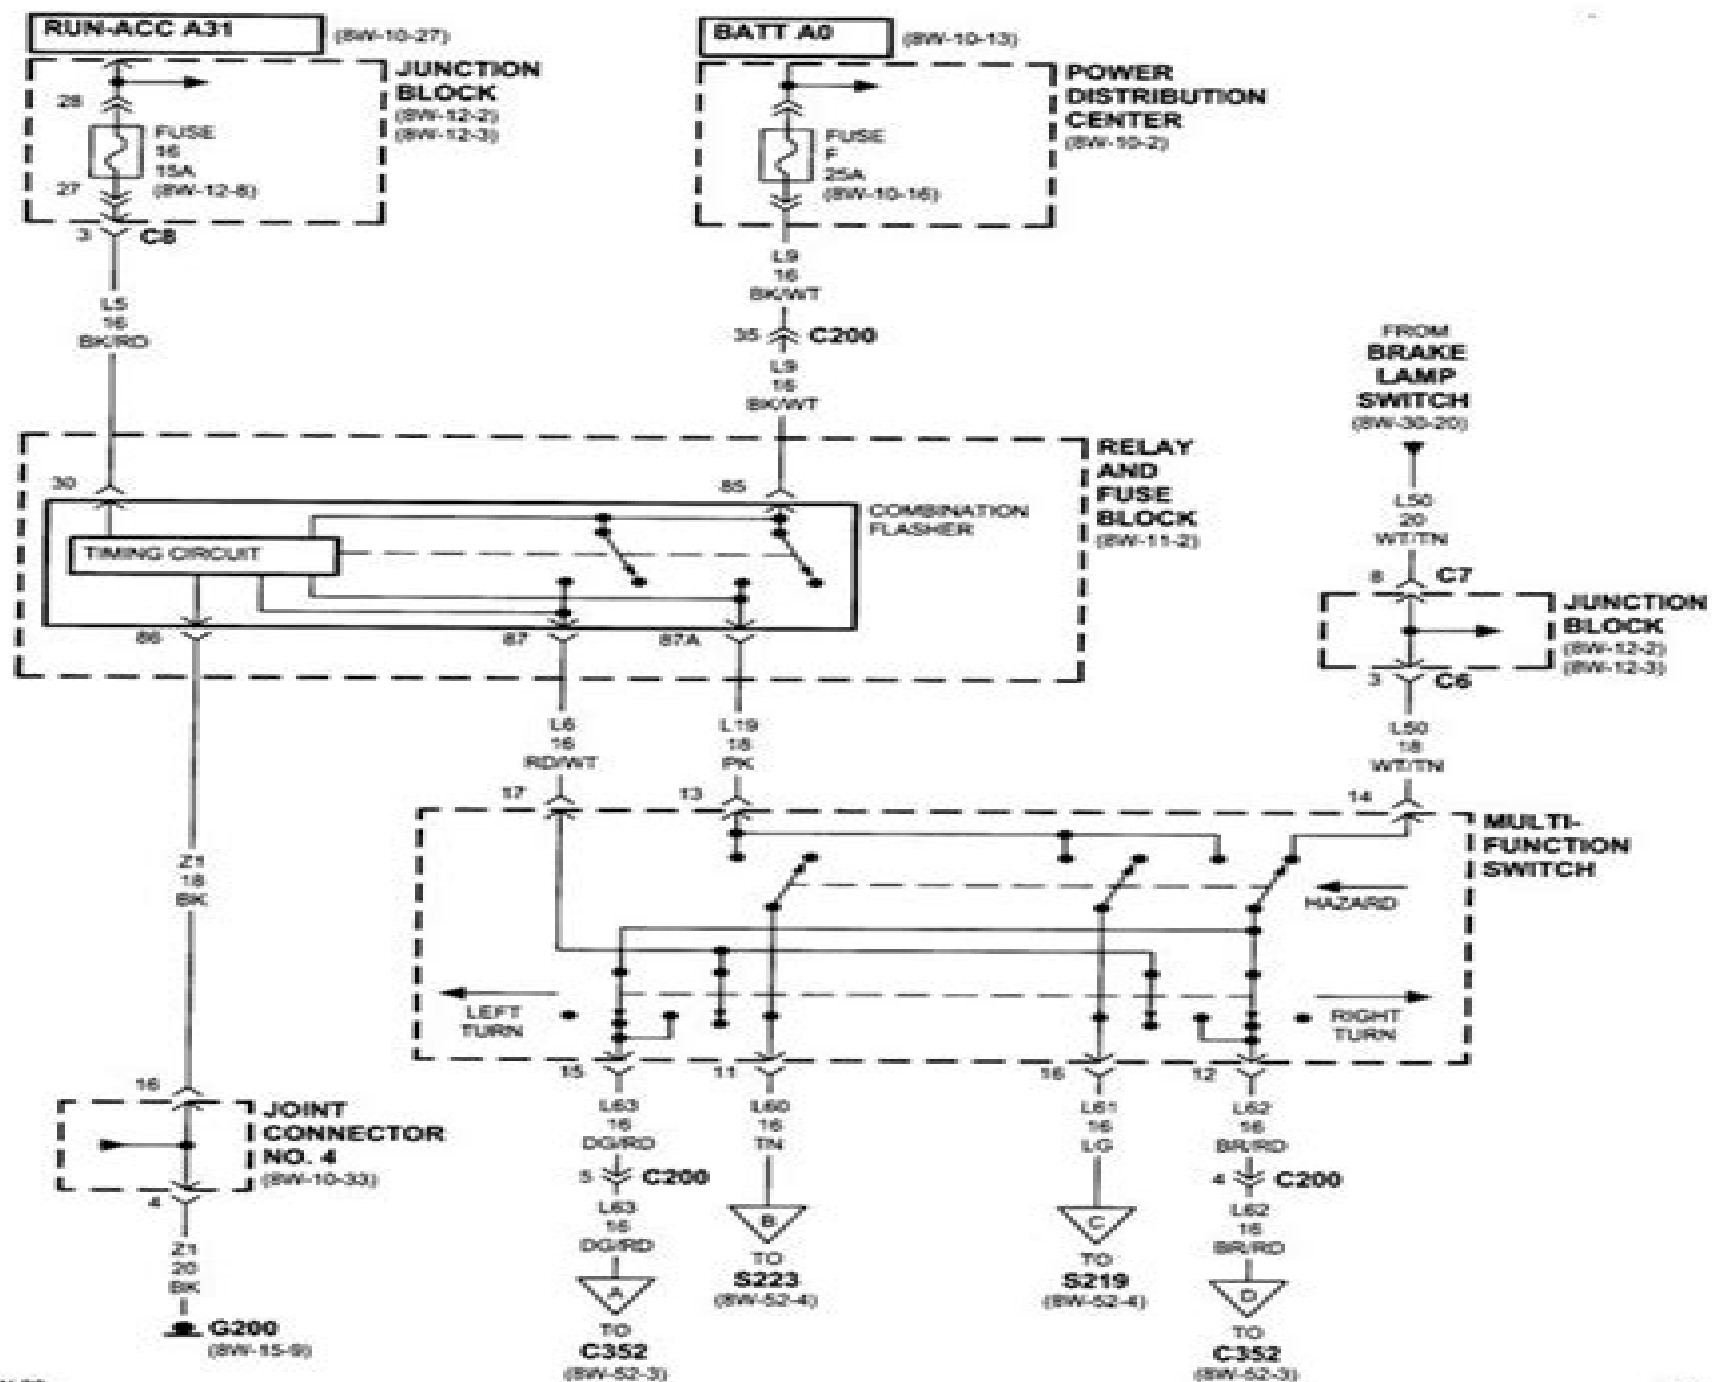 RUN-ACC A31
(8W-10-27)
BATT A0
(8W-10-13)
JUNCTION
BLOCK
(8W-12-2)
(8W-12-3)
28
FUSE
16
15A
(8W-12-8)
27
3
C8
POWER
DISTRIBUTION
CENTER
(8W-10-2)
FUSE
F
25A
(8W-10-16)
L5
16
BK/RD
L9
16
BK/WT
35
C200
L9
16
BK/WT
FROM
BRAKE
LAMP
SWITCH
(8W-30-20)
L50
20
WT/TN
8
C7
JUNCTION
BLOCK
(8W-12-2)
(8W-12-3)
3
C6
L50
18
WT/TN
RELAY
AND
FUSE
BLOCK
(8W-11-2)
30
85
COMBINATION
FLASHER
TIMING CIRCUIT
86
87
87A
L6
16
RD/WT
L19
18
PK
17
13
14
MULTI-
FUNCTION
SWITCH
HAZARD
LEFT
TURN
RIGHT
TURN
Z1
18
BK
15
11
16
12
16
JOINT
CONNECTOR
NO. 4
(8W-10-33)
4
Z1
20
BK
G200
(8W-15-9)
L63
16
DG/RD
5
C200
L63
16
DG/RD
A
TO
C352
(8W-52-3)
L60
16
TN
B
TO
S223
(8W-52-4)
L61
16
LG
C
TO
S219
(8W-52-4)
L62
16
BR/RD
4
C200
L62
16
BR/RD
D
TO
C352
(8W-52-3)